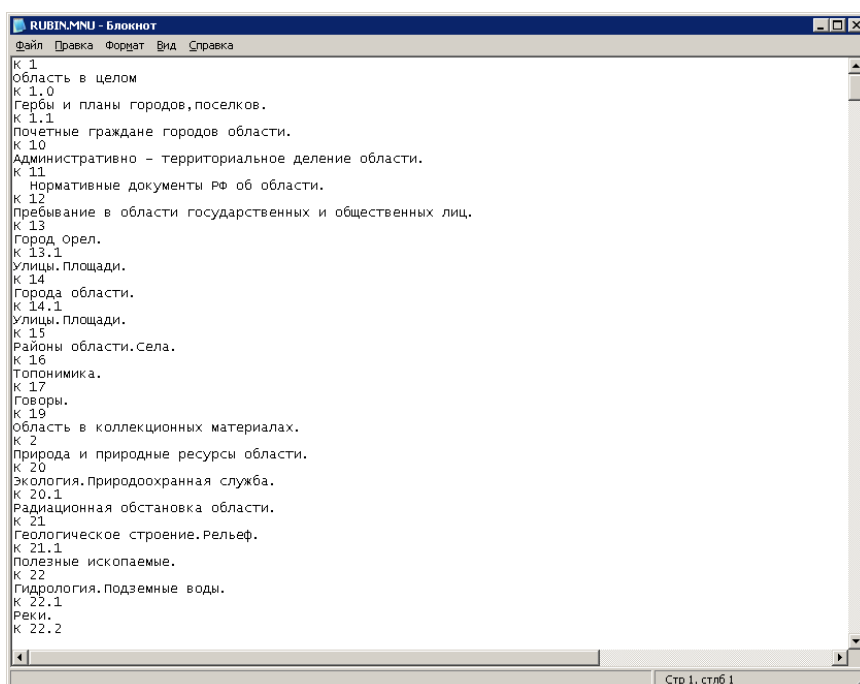 RUBIN.MNU - Блокнот
Файл Правка Формат Вид Справка
К 1
Область в целом
К 1.0
Гербы и планы городов,поселков.
К 1.1
Почетные граждане городов области.
К 10
Административно - территориальное деление области.
К 11
Нормативные документы РФ об области.
К 12
Пребывание в области государственных и общественных лиц.
К 13
Город Орел.
К 13.1
Улицы.Площади.
К 14
Города области.
К 14.1
Улицы.Площади.
К 15
Районы области.Села.
К 16
Топонимика.
К 17
Говоры.
К 19
Область в коллекционных материалах.
К 2
Природа и природные ресурсы области.
К 20
Экология.Природоохранная служба.
К 20.1
Радиационная обстановка области.
К 21
Геологическое строение.Рельеф.
К 21.1
Полезные ископаемые.
К 22
Гидрология.Подземные воды.
К 22.1
Реки.
К 22.2
Стр 1, стлб 1